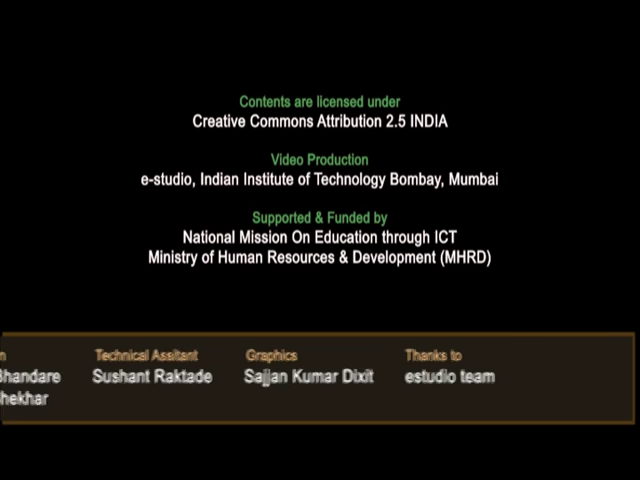 Contents are licensed under
Creative Commons Attribution 2.5 INDIA
Video Production
e-studio, Indian Institute of Technology Bombay, Mumbai
Supported & Funded by
National Mission On Education through ICT
Ministry of Human Resources & Development (MHRD)
Technical Assitant
Graphics
Thanks to
Bhandare
Sushant Raktade
Sajjan Kumar Dixit
estudio team
hekhar